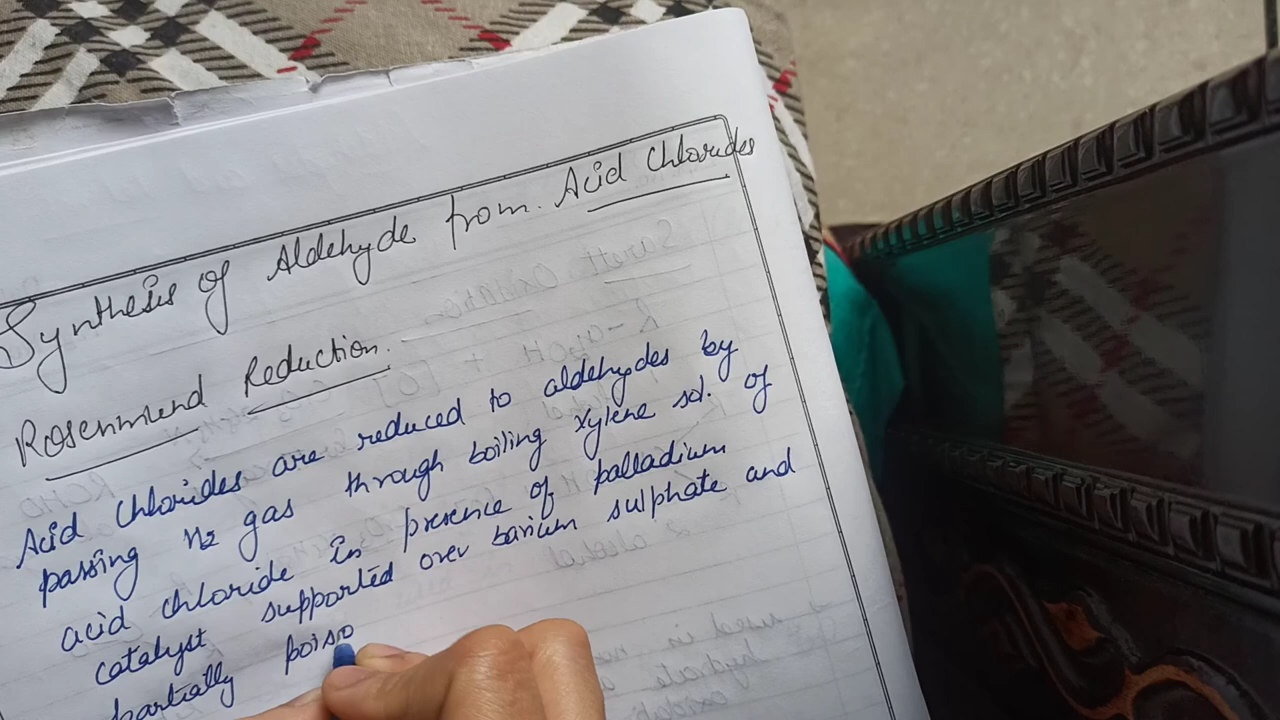 Synthesis of Aldehyde from Acid Chlorides
Rosenmund Reduction.
Acid Chlorides are reduced to aldehydes by
passing H2 gas through boiling xylene sol. of
acid chloride in presence of palladium
catalyst supported over barium sulphate and
partially poiso